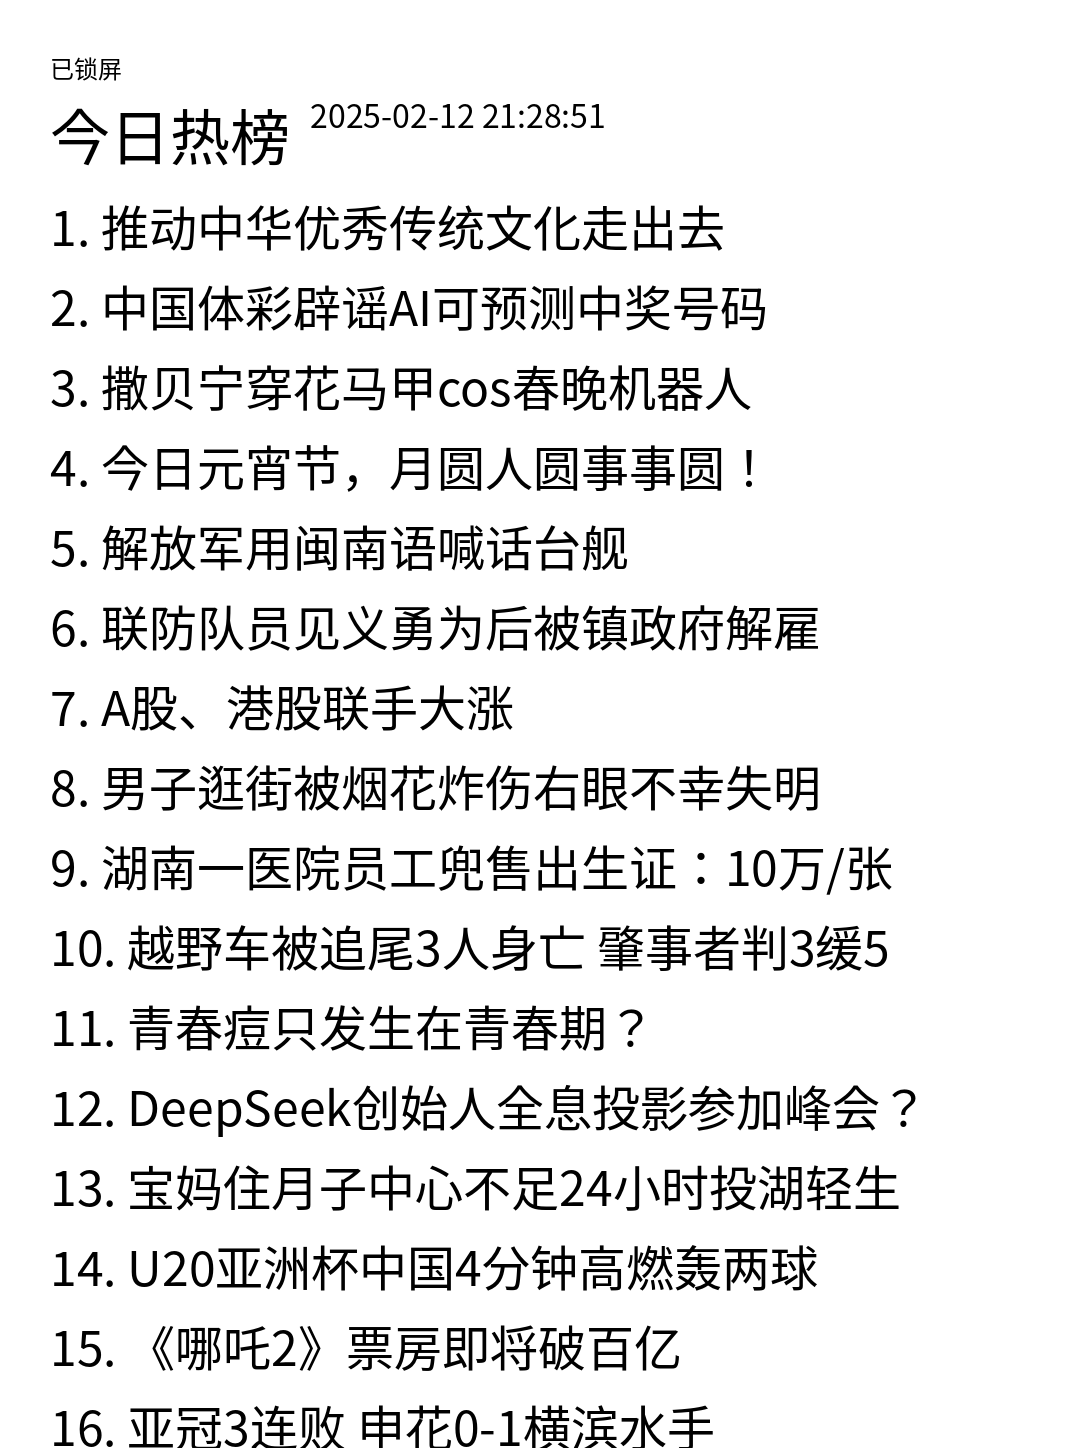 已锁屏
今日热榜 2025-02-12 21:28:51
1. 推动中华优秀传统文化走出去
2. 中国体彩辟谣AI可预测中奖号码
3. 撒贝宁穿花马甲cos春晚机器人
4. 今日元宵节，月圆人圆事事圆！
5. 解放军用闽南语喊话台舰
6. 联防队员见义勇为后被镇政府解雇
7. A股、港股联手大涨
8. 男子逛街被烟花炸伤右眼不幸失明
9. 湖南一医院员工兜售出生证：10万/张
10. 越野车被追尾3人身亡 肇事者判3缓5
11. 青春痘只发生在青春期？
12. DeepSeek创始人全息投影参加峰会？
13. 宝妈住月子中心不足24小时投湖轻生
14. U20亚洲杯中国4分钟高燃轰两球
15. 《哪吒2》票房即将破百亿
16. 亚冠3连败 申花0-1横滨水手